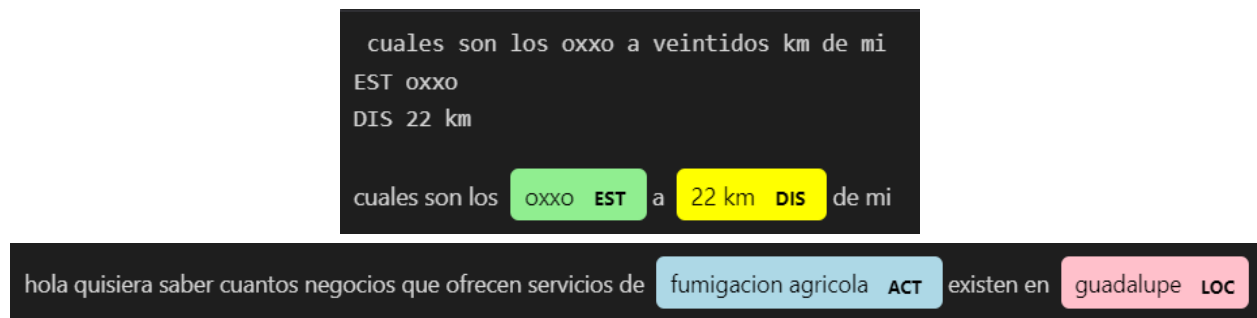 cuales son los oxxo a veintidos km de mi
EST oxxo
DIS 22 km
cuales son los oxxo EST a 22 km DIS de mi
hola quisiera saber cuantos negocios que ofrecen servicios de fumigacion agricola ACT existen en guadalupe LOC